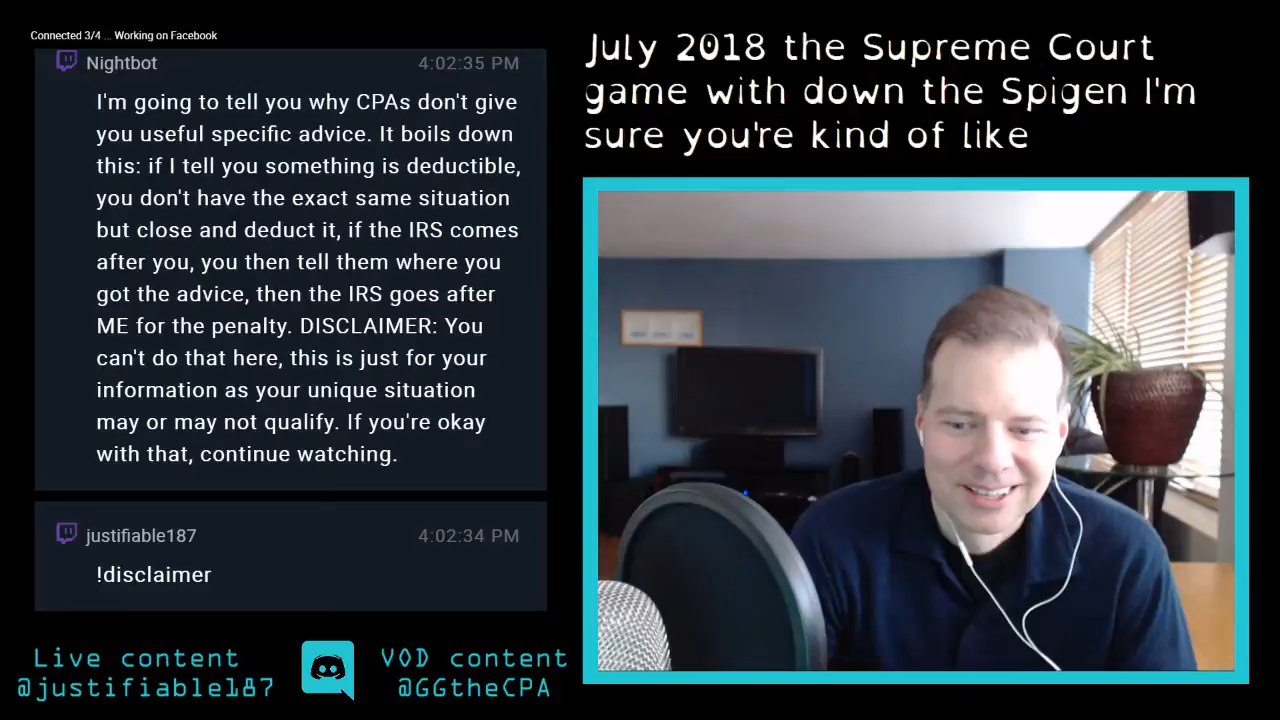 Connected 3/4 ... Working on Facebook
Nightbot 4:02:35 PM
I'm going to tell you why CPAs don't give
you useful specific advice. It boils down
this: if I tell you something is deductible,
you don't have the exact same situation
but close and deduct it, if the IRS comes
after you, you then tell them where you
got the advice, then the IRS goes after
ME for the penalty. DISCLAIMER: You
can't do that here, this is just for your
information as your unique situation
may or may not qualify. If you're okay
with that, continue watching.
justifiable187 4:02:34 PM
!disclaimer
Live content
@justifiable187
VOD content
@GGtheCPA
July 2018 the Supreme Court
game with down the Spigen I'm
sure you're kind of like